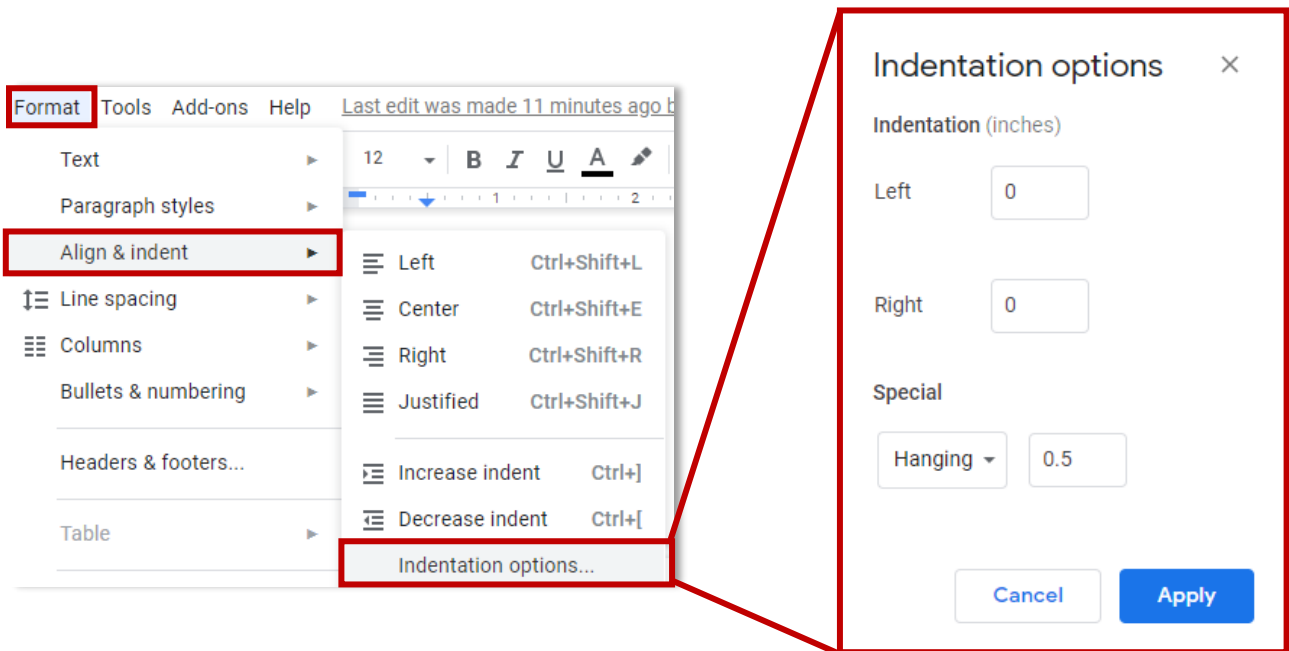 Format Tools Add-ons Help Last edit was made 11 minutes ago b
Text
Paragraph styles
Align & indent
Line spacing
Columns
Bullets & numbering
Headers & footers...
Table
12 B I U A
1 2
Left Ctrl+Shift+L
Center Ctrl+Shift+E
Right Ctrl+Shift+R
Justified Ctrl+Shift+J
Increase indent Ctrl+]
Decrease indent Ctrl+[
Indentation options...
Indentation options
Indentation (inches)
Left 0
Right 0
Special
Hanging 0.5
Cancel Apply